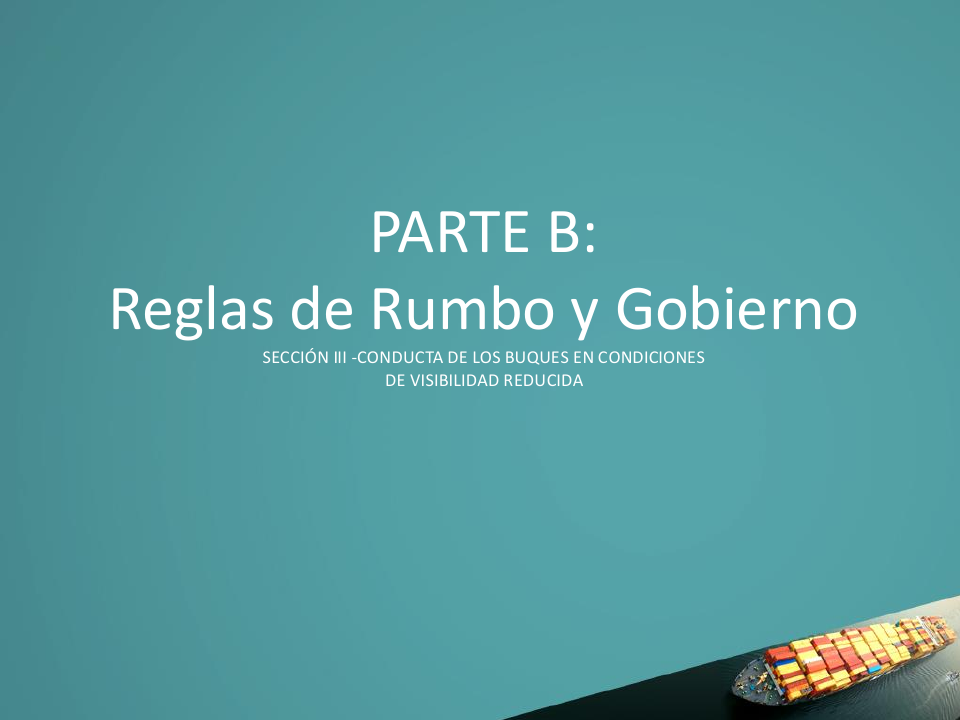 PARTE B:
Reglas de Rumbo y Gobierno
SECCIÓN III -CONDUCTA DE LOS BUQUES EN CONDICIONES
DE VISIBILIDAD REDUCIDA